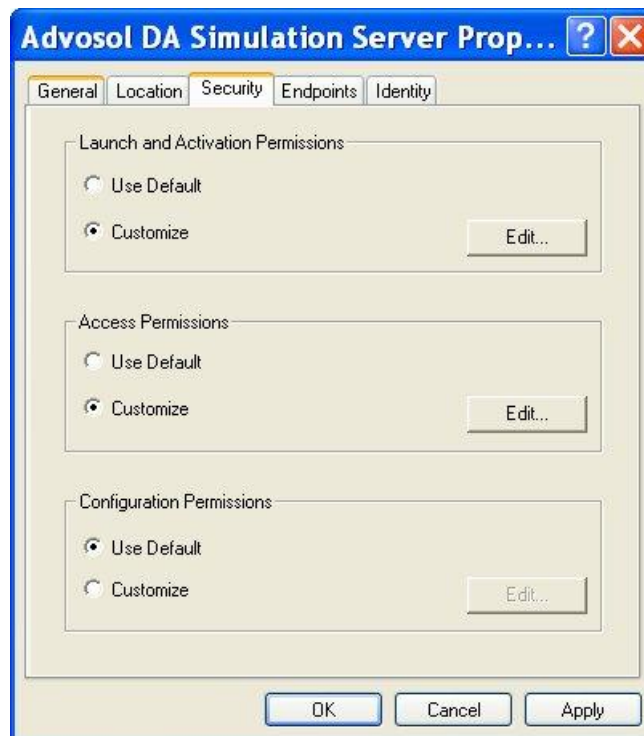 Advosol DA Simulation Server Prop... ?
General Location Security Endpoints Identity
Launch and Activation Permissions
Use Default
Customize Edit...
Access Permissions
Use Default
Customize Edit...
Configuration Permissions
Use Default
Customize Edit...
OK Cancel Apply